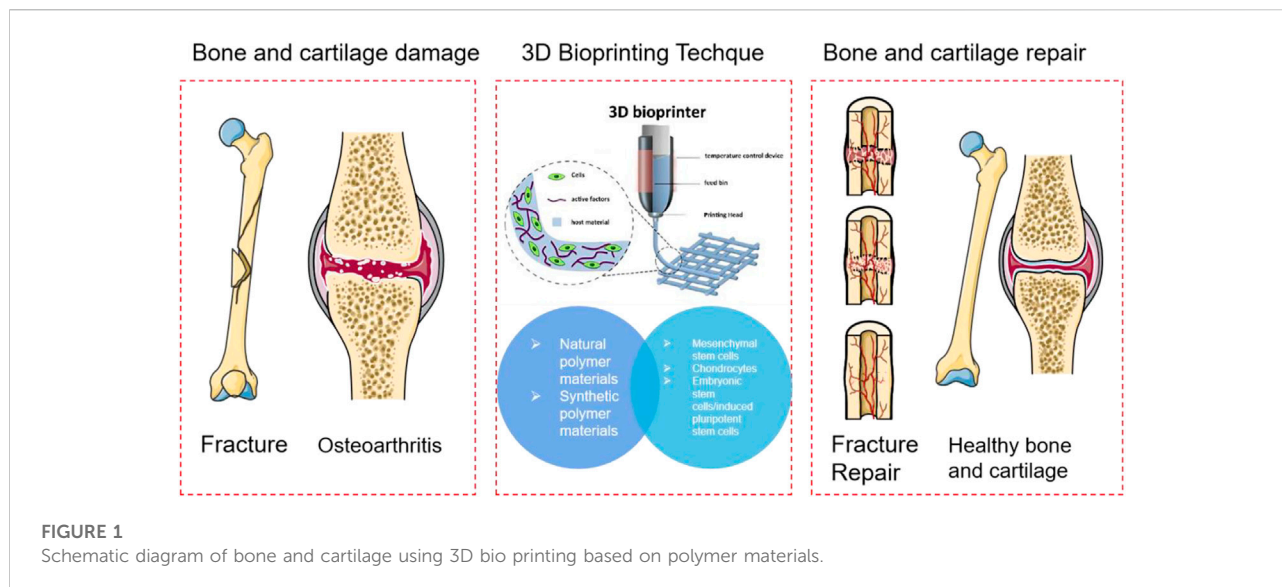 Bone and cartilage damage
3D Bioprinting Techque
Bone and cartilage repair
Fracture
Osteoarthritis
3D bioprinter
temperature control device
feed bin
Printing Head
Cells
active factors
host material
➢ Natural
polymer
materials
➢ Synthetic
polymer
materials
➢ Mesenchymal
stem cells
➢ Chondrocytes
➢ Embryonic
stem
cells/induced
pluripotent
stem cells
Fracture
Repair
Healthy bone
and cartilage
FIGURE 1
Schematic diagram of bone and cartilage using 3D bio printing based on polymer materials.